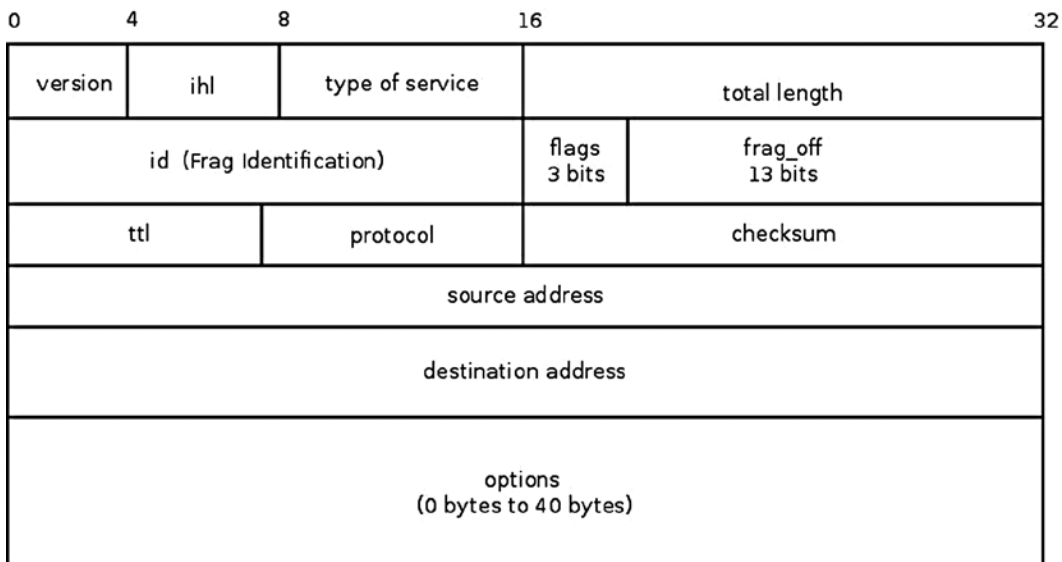 0 4 8 16 32
version ihl type of service total length
id (Frag Identification) flags frag_off
3 bits 13 bits
ttl protocol checksum
source address
destination address
options
(0 bytes to 40 bytes)